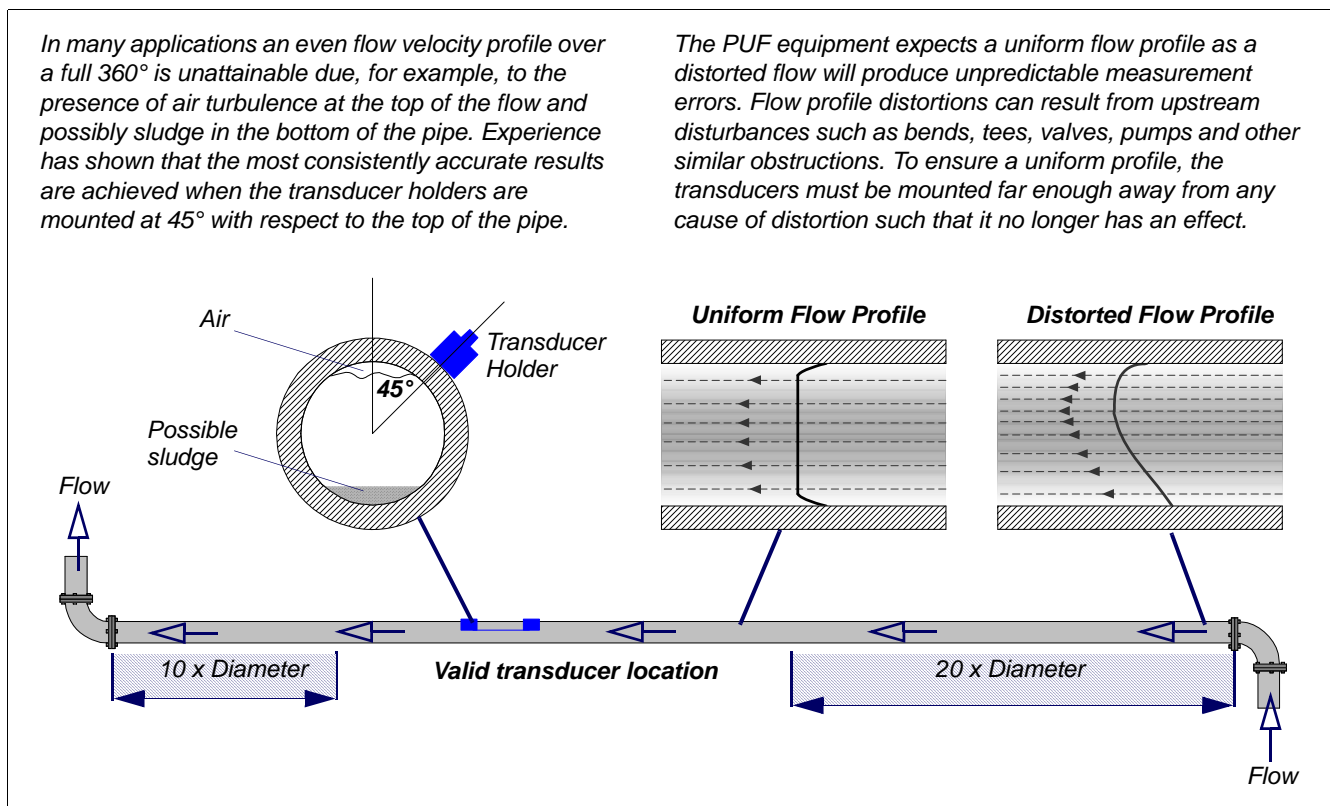 In many applications an even flow velocity profile over
a full 360° is unattainable due, for example, to the
presence of air turbulence at the top of the flow and
possibly sludge in the bottom of the pipe. Experience
has shown that the most consistently accurate results
are achieved when the transducer holders are
mounted at 45° with respect to the top of the pipe.
The PUF equipment expects a uniform flow profile as a
distorted flow will produce unpredictable measurement
errors. Flow profile distortions can result from upstream
disturbances such as bends, tees, valves, pumps and other
similar obstructions. To ensure a uniform profile, the
transducers must be mounted far enough away from any
cause of distortion such that it no longer has an effect.
Air
Transducer
Holder
45°
Possible
sludge
Uniform Flow Profile
Distorted Flow Profile
Flow
10 x Diameter
Valid transducer location
20 x Diameter
Flow